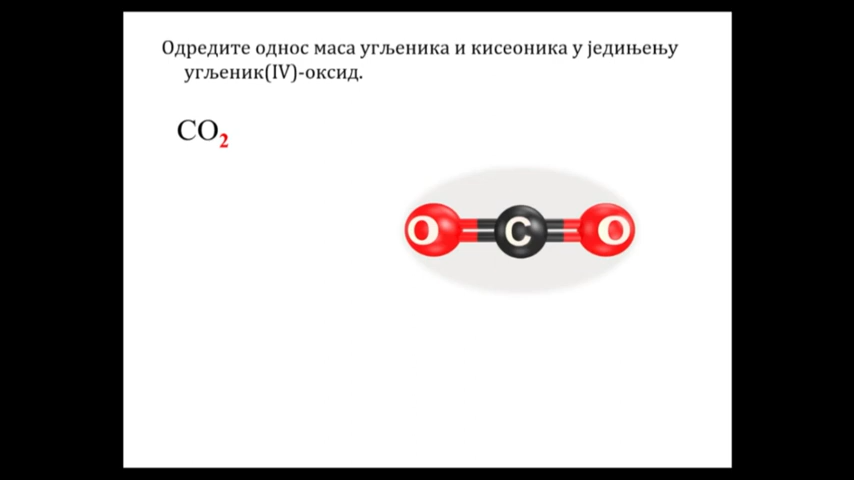 Одредите однос маса угљеника и кисеоника у једињењу
угљеник(IV)-оксид.
CO₂
O C O